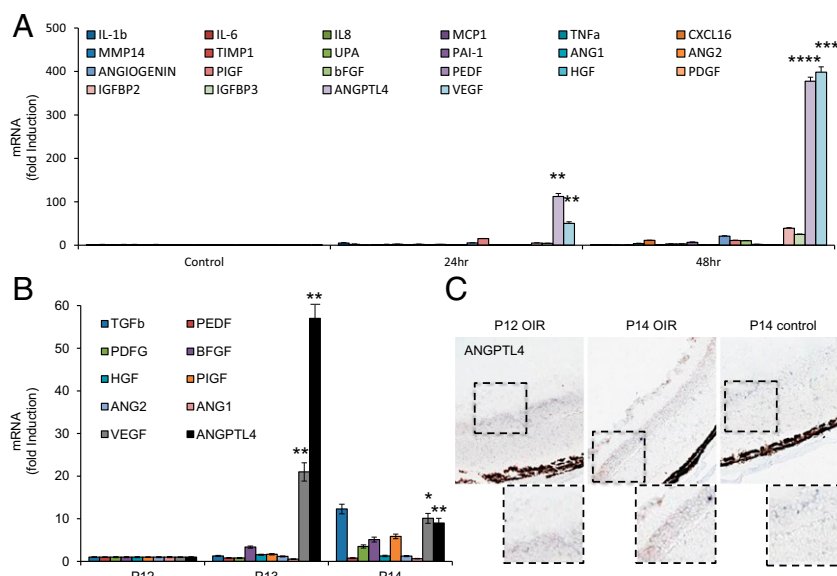 A
500
400
300
200
100
0
mRNA
(fold Induction)
IL-1b IL-6 IL8 MCP1 TNFa CXCL16
MMP14 TIMP1 UPA PAI-1 ANG1 ANG2
ANGIOGENIN PIGF bFGF PEDF HGF PDGF
IGFBP2 IGFBP3 ANGPTL4 VEGF
** ** **** ***
Control 24hr 48hr
B
60
50
40
30
20
10
0
mRNA
(fold Induction)
TGFb PEDF
PDFG BFGF
HGF PIGF
ANG2 ANG1
VEGF ANGPTL4
** ** * **
P12 P13 P14
C
P12 OIR P14 OIR P14 control
ANGPTL4